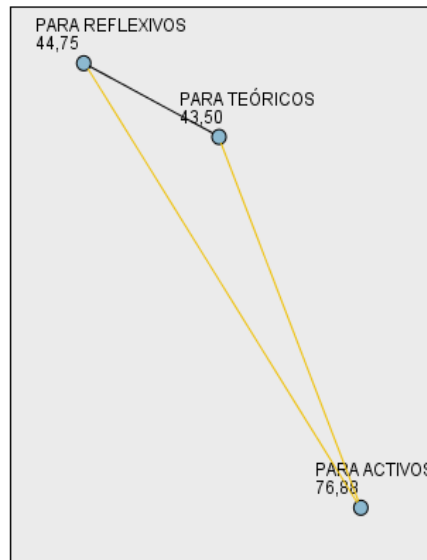 PARA REFLEXIVOS
44,75
PARA TEÓRICOS
43,50
PARA ACTIVOS
76,88